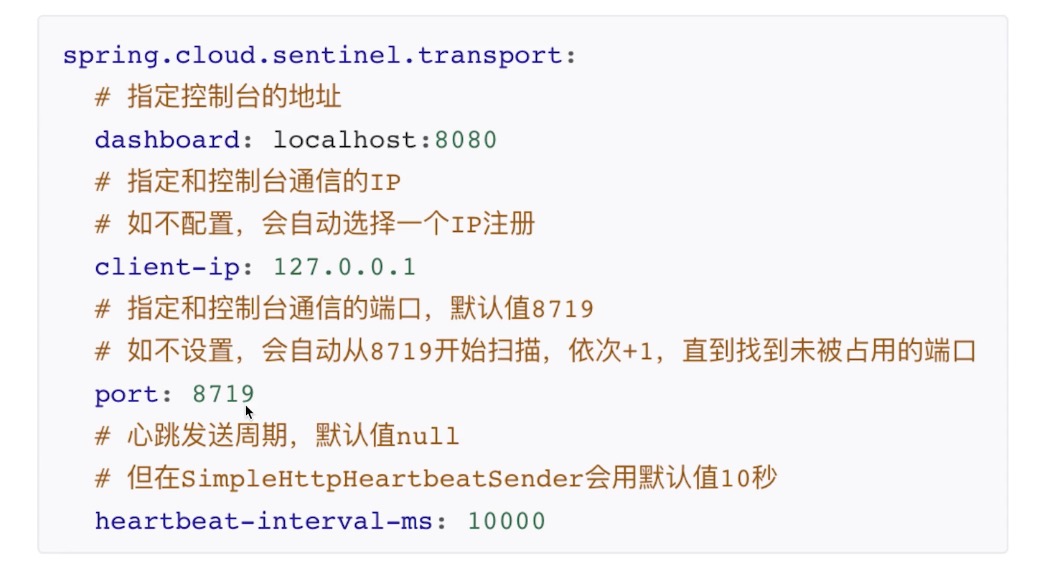 spring.cloud.sentinel.transport:
# 指定控制台的地址
dashboard: localhost:8080
# 指定和控制台通信的IP
# 如不配置，会自动选择一个IP注册
client-ip: 127.0.0.1
# 指定和控制台通信的端口，默认值8719
# 如不设置，会自动从8719开始扫描，依次+1，直到找到未被占用的端口
port: 8719
# 心跳发送周期，默认值null
# 但在SimpleHttpHeartbeatSender会用默认值10秒
heartbeat-interval-ms: 10000